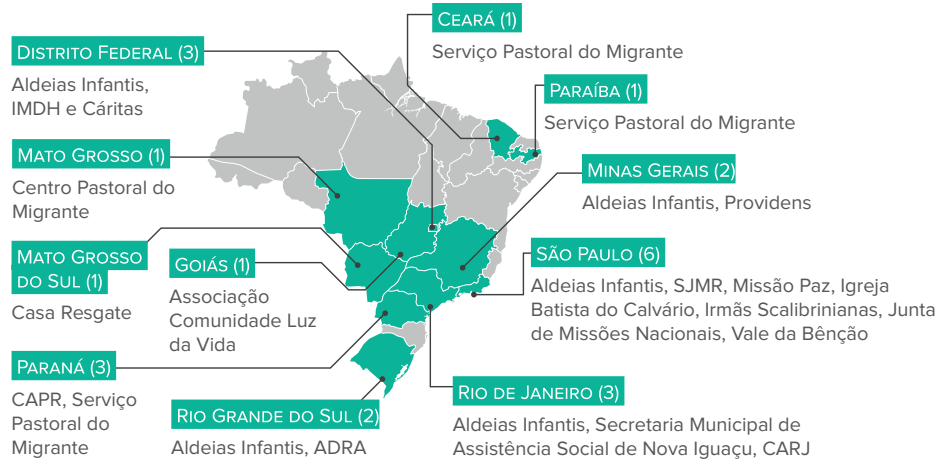 CEARÁ (1)
Serviço Pastoral do Migrante
DISTRITO FEDERAL (3)
Aldeias Infantis,
IMDH e Cáritas
PARAÍBA (1)
Serviço Pastoral do Migrante
MATO GROSSO (1)
Centro Pastoral do
Migrante
MINAS GERAIS (2)
Aldeias Infantis, Providens
MATO GROSSO
DO SUL (1)
Casa Resgate
GOIÁS (1)
Associação
Comunidade Luz
da Vida
SÃO PAULO (6)
Aldeias Infantis, SJMR, Missão Paz, Igreja
Batista do Calvário, Irmãs Scalibrinianas, Junta
de Missões Nacionais, Vale da Bênção
PARANÁ (3)
CAPR, Serviço
Pastoral do
Migrante
RIO GRANDE DO SUL (2)
Aldeias Infantis, ADRA
RIO DE JANEIRO (3)
Aldeias Infantis, Secretaria Municipal de
Assistência Social de Nova Iguaçu, CARJ